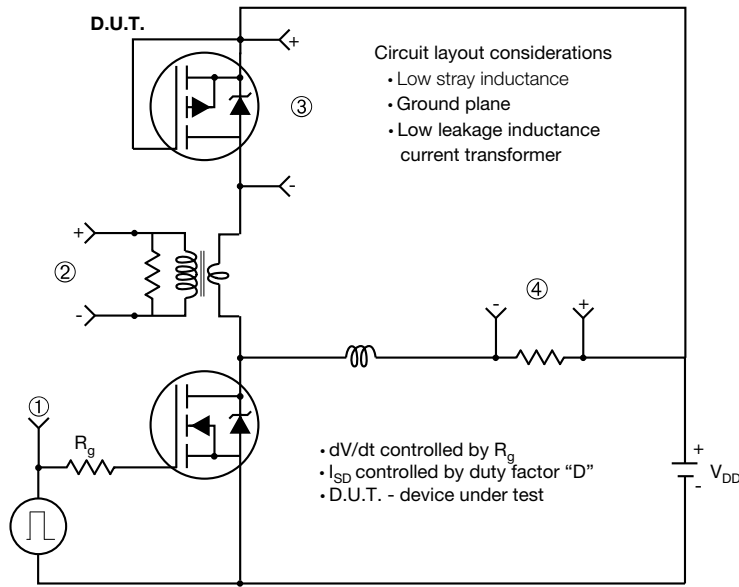 D.U.T.
+
Circuit layout considerations
• Low stray inductance
• Ground plane
• Low leakage inductance
current transformer
③
-
+
②
-
④
-
+
①
R_g
• dV/dt controlled by R_g
• I_SD controlled by duty factor “D”
• D.U.T. - device under test
+
V_DD
-